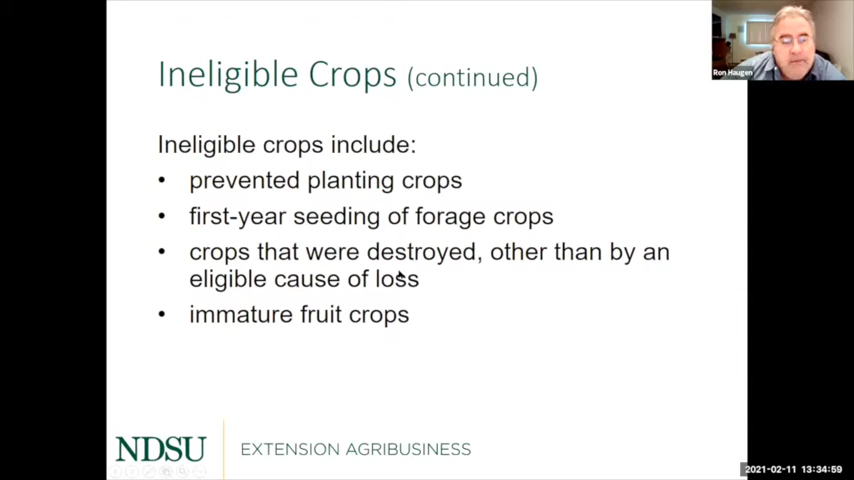 Ineligible Crops (continued)
Ron Haugen
Ineligible crops include:
• prevented planting crops
• first-year seeding of forage crops
• crops that were destroyed, other than by an
eligible cause of loss
• immature fruit crops
NDSU
EXTENSION AGRIBUSINESS
2021-02-11 13:34:59